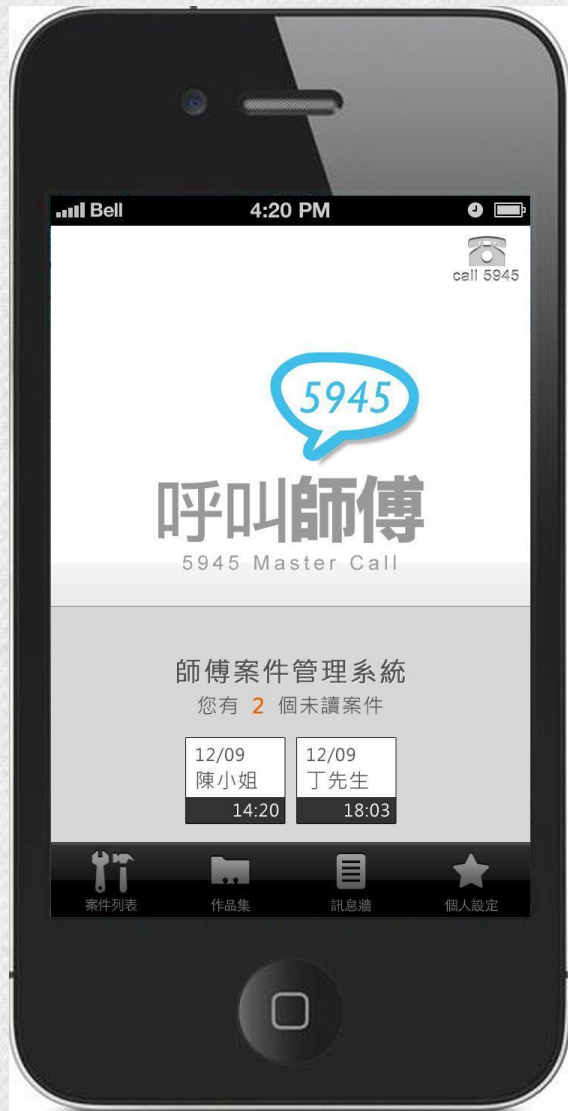 Bell 4:20 PM
call 5945
5945
呼叫師傅
5945 Master Call
師傅案件管理系統
您有 2 個未讀案件
12/09 12/09
陳小姐 丁先生
14:20 18:03
案件列表 作品集 訊息牆 個人設定